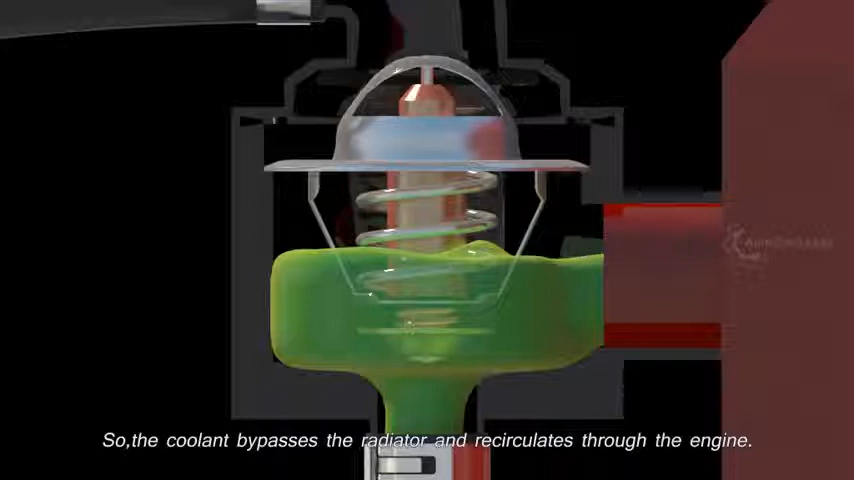 So,the coolant bypasses the radiator and recirculates through the engine.